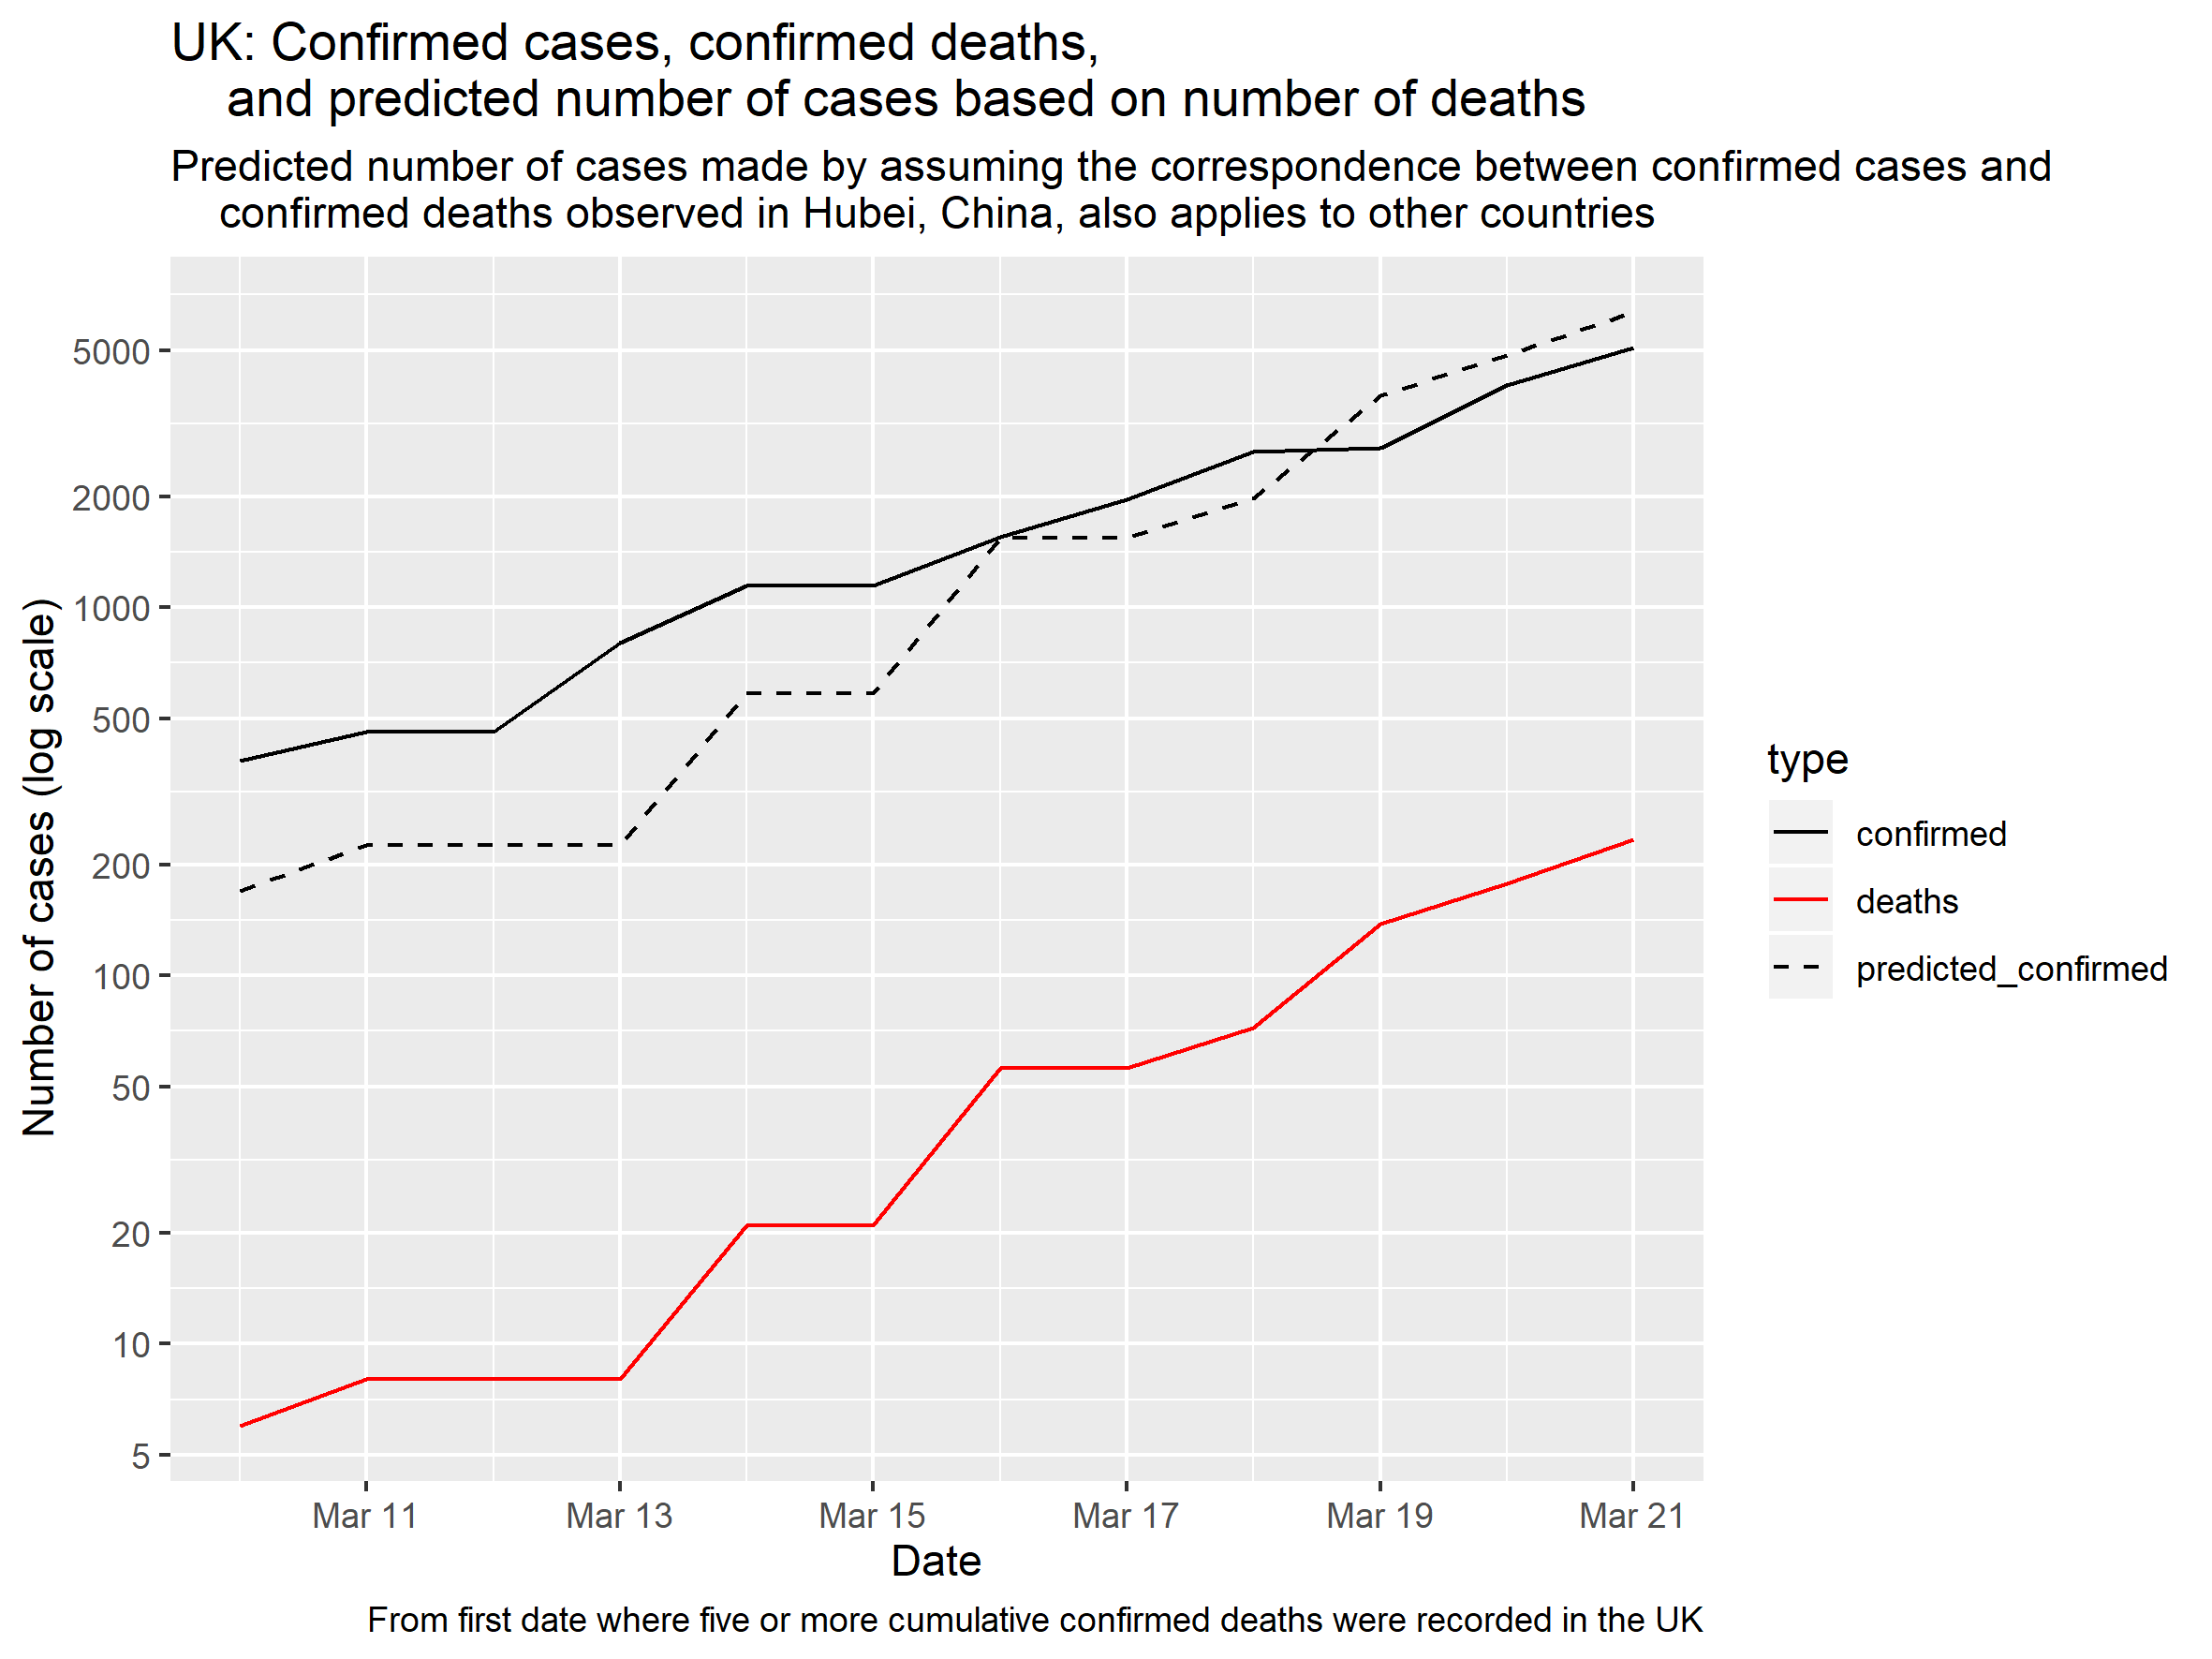 UK: Confirmed cases, confirmed deaths,
and predicted number of cases based on number of deaths
Predicted number of cases made by assuming the correspondence between confirmed cases and
confirmed deaths observed in Hubei, China, also applies to other countries
Number of cases (log scale)
5000
2000
1000
500
200
100
50
20
10
5
Mar 11
Mar 13
Mar 15
Mar 17
Mar 19
Mar 21
Date
From first date where five or more cumulative confirmed deaths were recorded in the UK
type
confirmed
deaths
predicted_confirmed